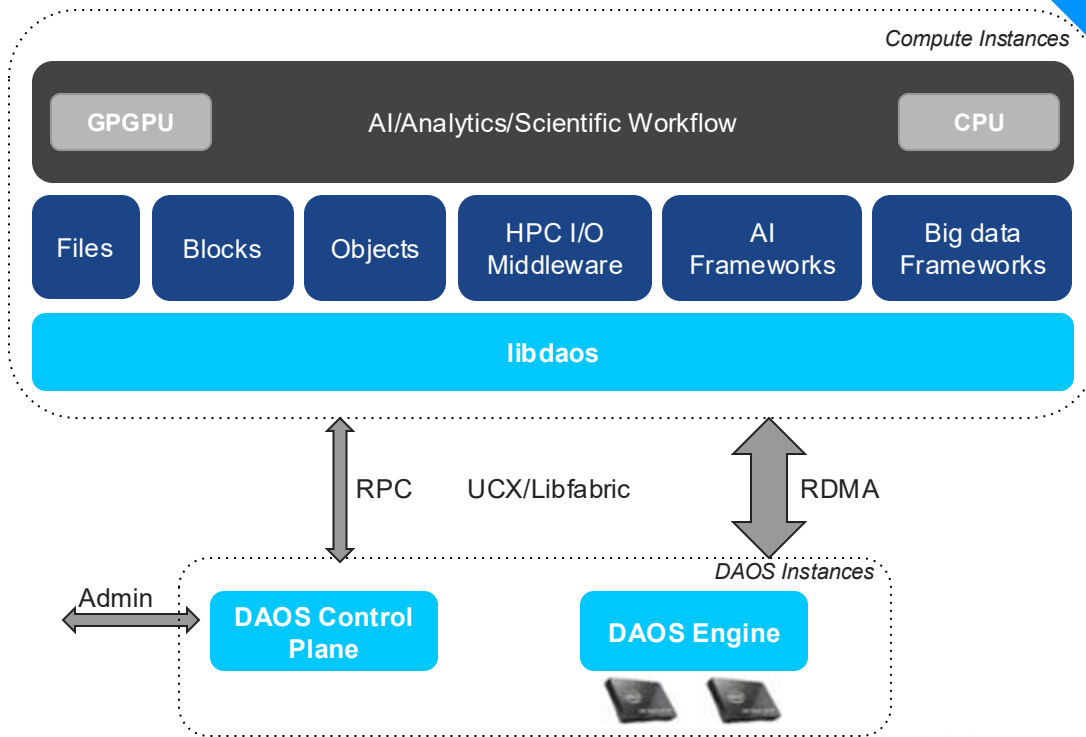 Compute Instances
GPGPU
AI/Analytics/Scientific Workflow
CPU
Files
Blocks
Objects
HPC I/O
Middleware
AI
Frameworks
Big data
Frameworks
libdaos
RPC
UCX/Libfabric
RDMA
DAOS Instances
Admin
DAOS Control
Plane
DAOS Engine